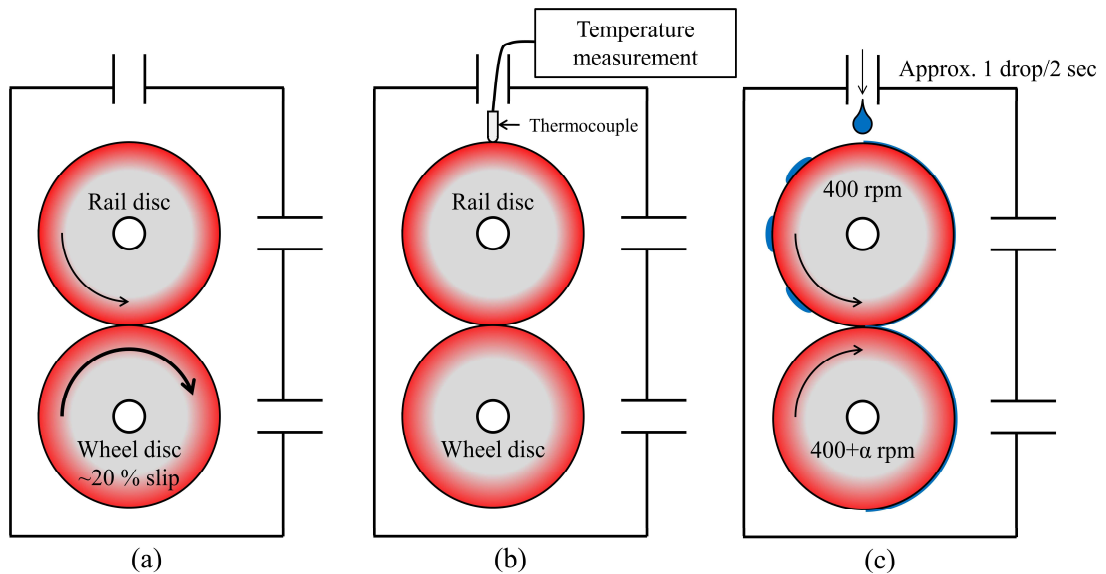 Temperature
measurement
Approx. 1 drop/2 sec
Thermocouple
Rail disc
Wheel disc
~20 % slip
(a)
Rail disc
Wheel disc
(b)
400 rpm
400+α rpm
(c)